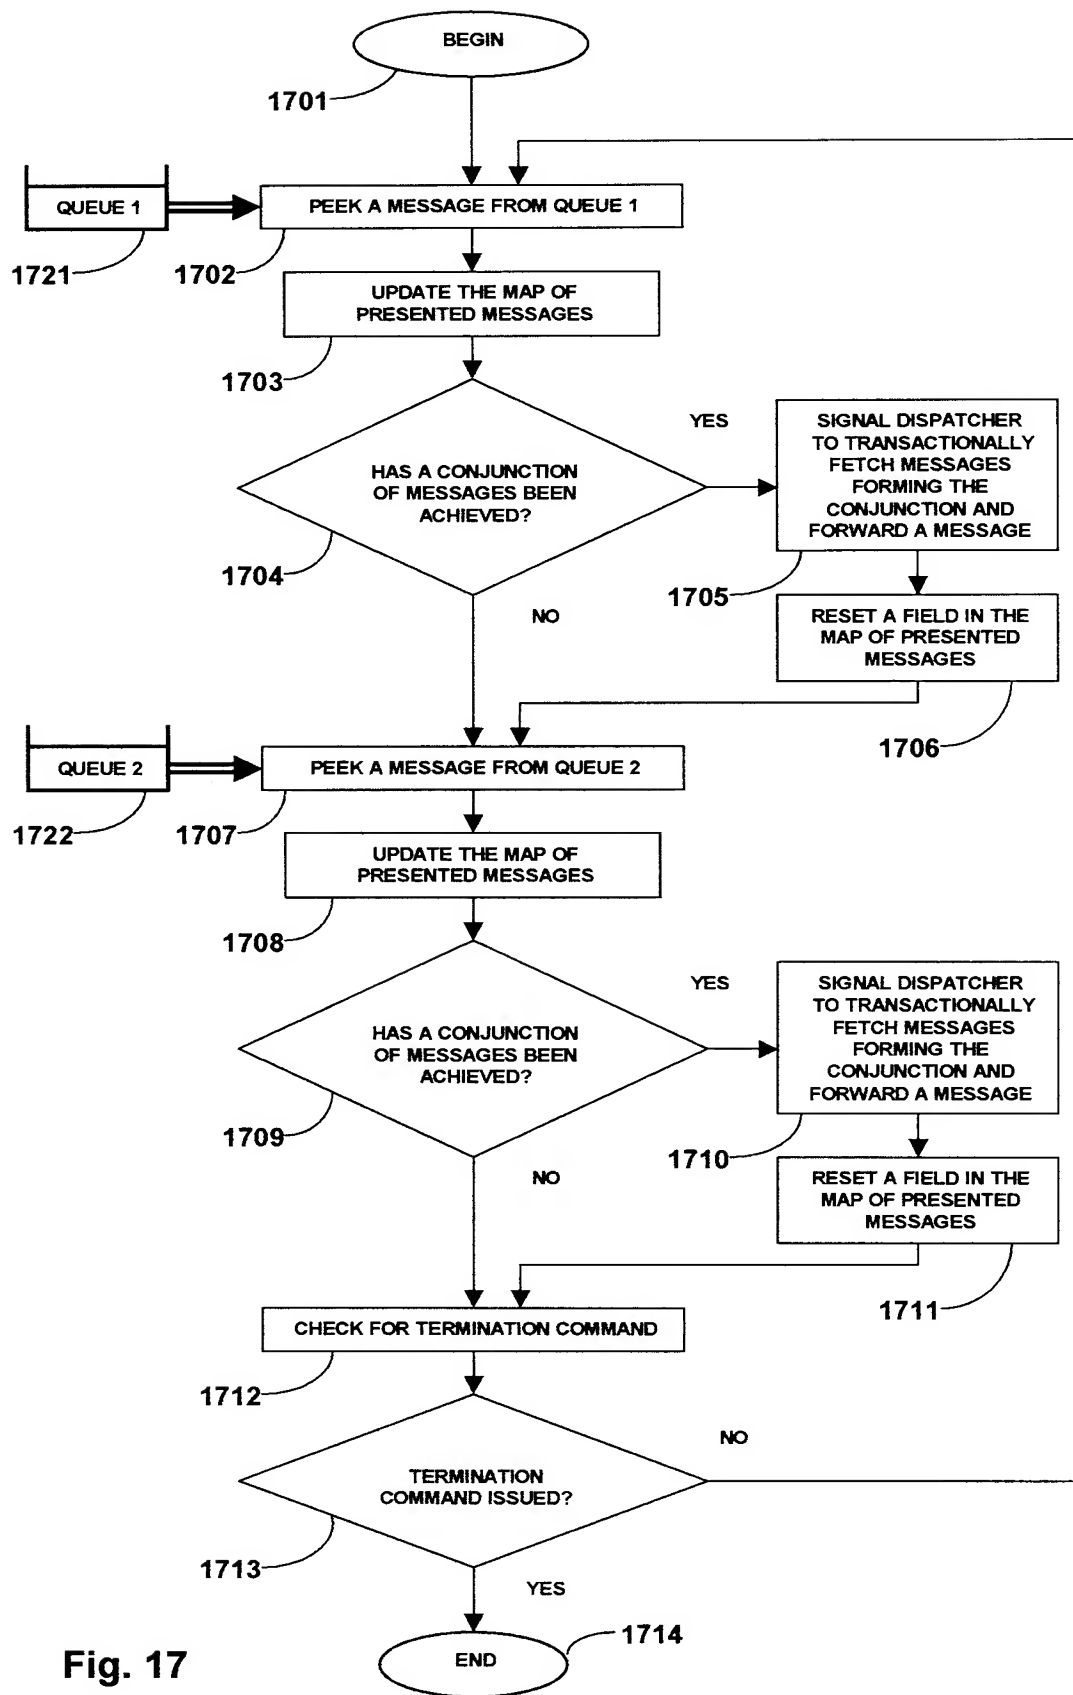 BEGIN
1701
QUEUE 1
PEEK A MESSAGE FROM QUEUE 1
1721
1702
UPDATE THE MAP OF
PRESENTED MESSAGES
1703
HAS A CONJUNCTION
OF MESSAGES BEEN
ACHIEVED?
1704
YES
SIGNAL DISPATCHER
TO TRANSACTIONALLY
FETCH MESSAGES
FORMING THE
CONJUNCTION AND
FORWARD A MESSAGE
1705
NO
RESET A FIELD IN THE
MAP OF PRESENTED
MESSAGES
1706
QUEUE 2
PEEK A MESSAGE FROM QUEUE 2
1722
1707
UPDATE THE MAP OF
PRESENTED MESSAGES
1708
HAS A CONJUNCTION
OF MESSAGES BEEN
ACHIEVED?
1709
YES
SIGNAL DISPATCHER
TO TRANSACTIONALLY
FETCH MESSAGES
FORMING THE
CONJUNCTION AND
FORWARD A MESSAGE
1710
NO
RESET A FIELD IN THE
MAP OF PRESENTED
MESSAGES
1711
CHECK FOR TERMINATION COMMAND
1712
TERMINATION
COMMAND ISSUED?
1713
NO
YES
END
1714
Fig. 17